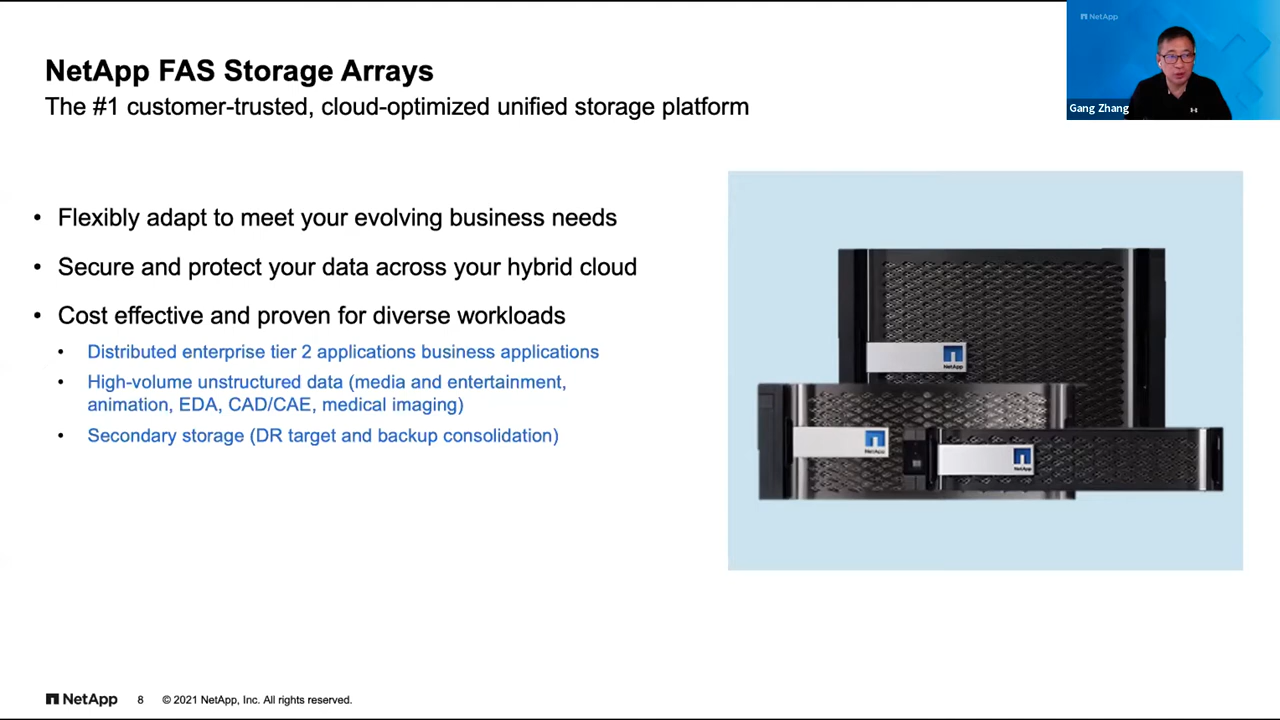 NetApp
Gang Zhang
NetApp FAS Storage Arrays
The #1 customer-trusted, cloud-optimized unified storage platform
• Flexibly adapt to meet your evolving business needs
• Secure and protect your data across your hybrid cloud
• Cost effective and proven for diverse workloads
• Distributed enterprise tier 2 applications business applications
• High-volume unstructured data (media and entertainment,
animation, EDA, CAD/CAE, medical imaging)
• Secondary storage (DR target and backup consolidation)
NetApp
NetApp
NetApp
NetApp 8 © 2021 NetApp, Inc. All rights reserved.